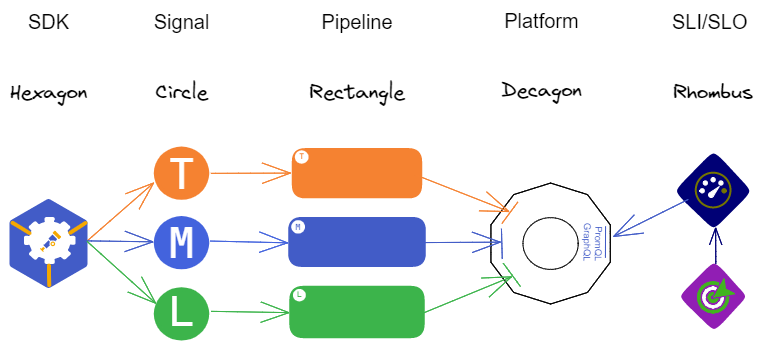 SDK Signal Pipeline Platform SLI/SLO
Hexagon Circle Rectangle Decagon Rhombus
T T
M M
PromQL
GraphQL
L L